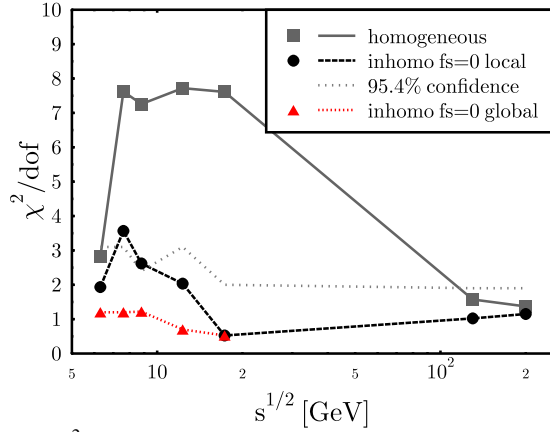 10
9
8
7
6
5
4
3
2
1
0
χ²/dof
homogeneous
inhomo fs=0 local
95.4% confidence
inhomo fs=0 global
5 10 2 5 10² 2
s^{1/2} [GeV]
2